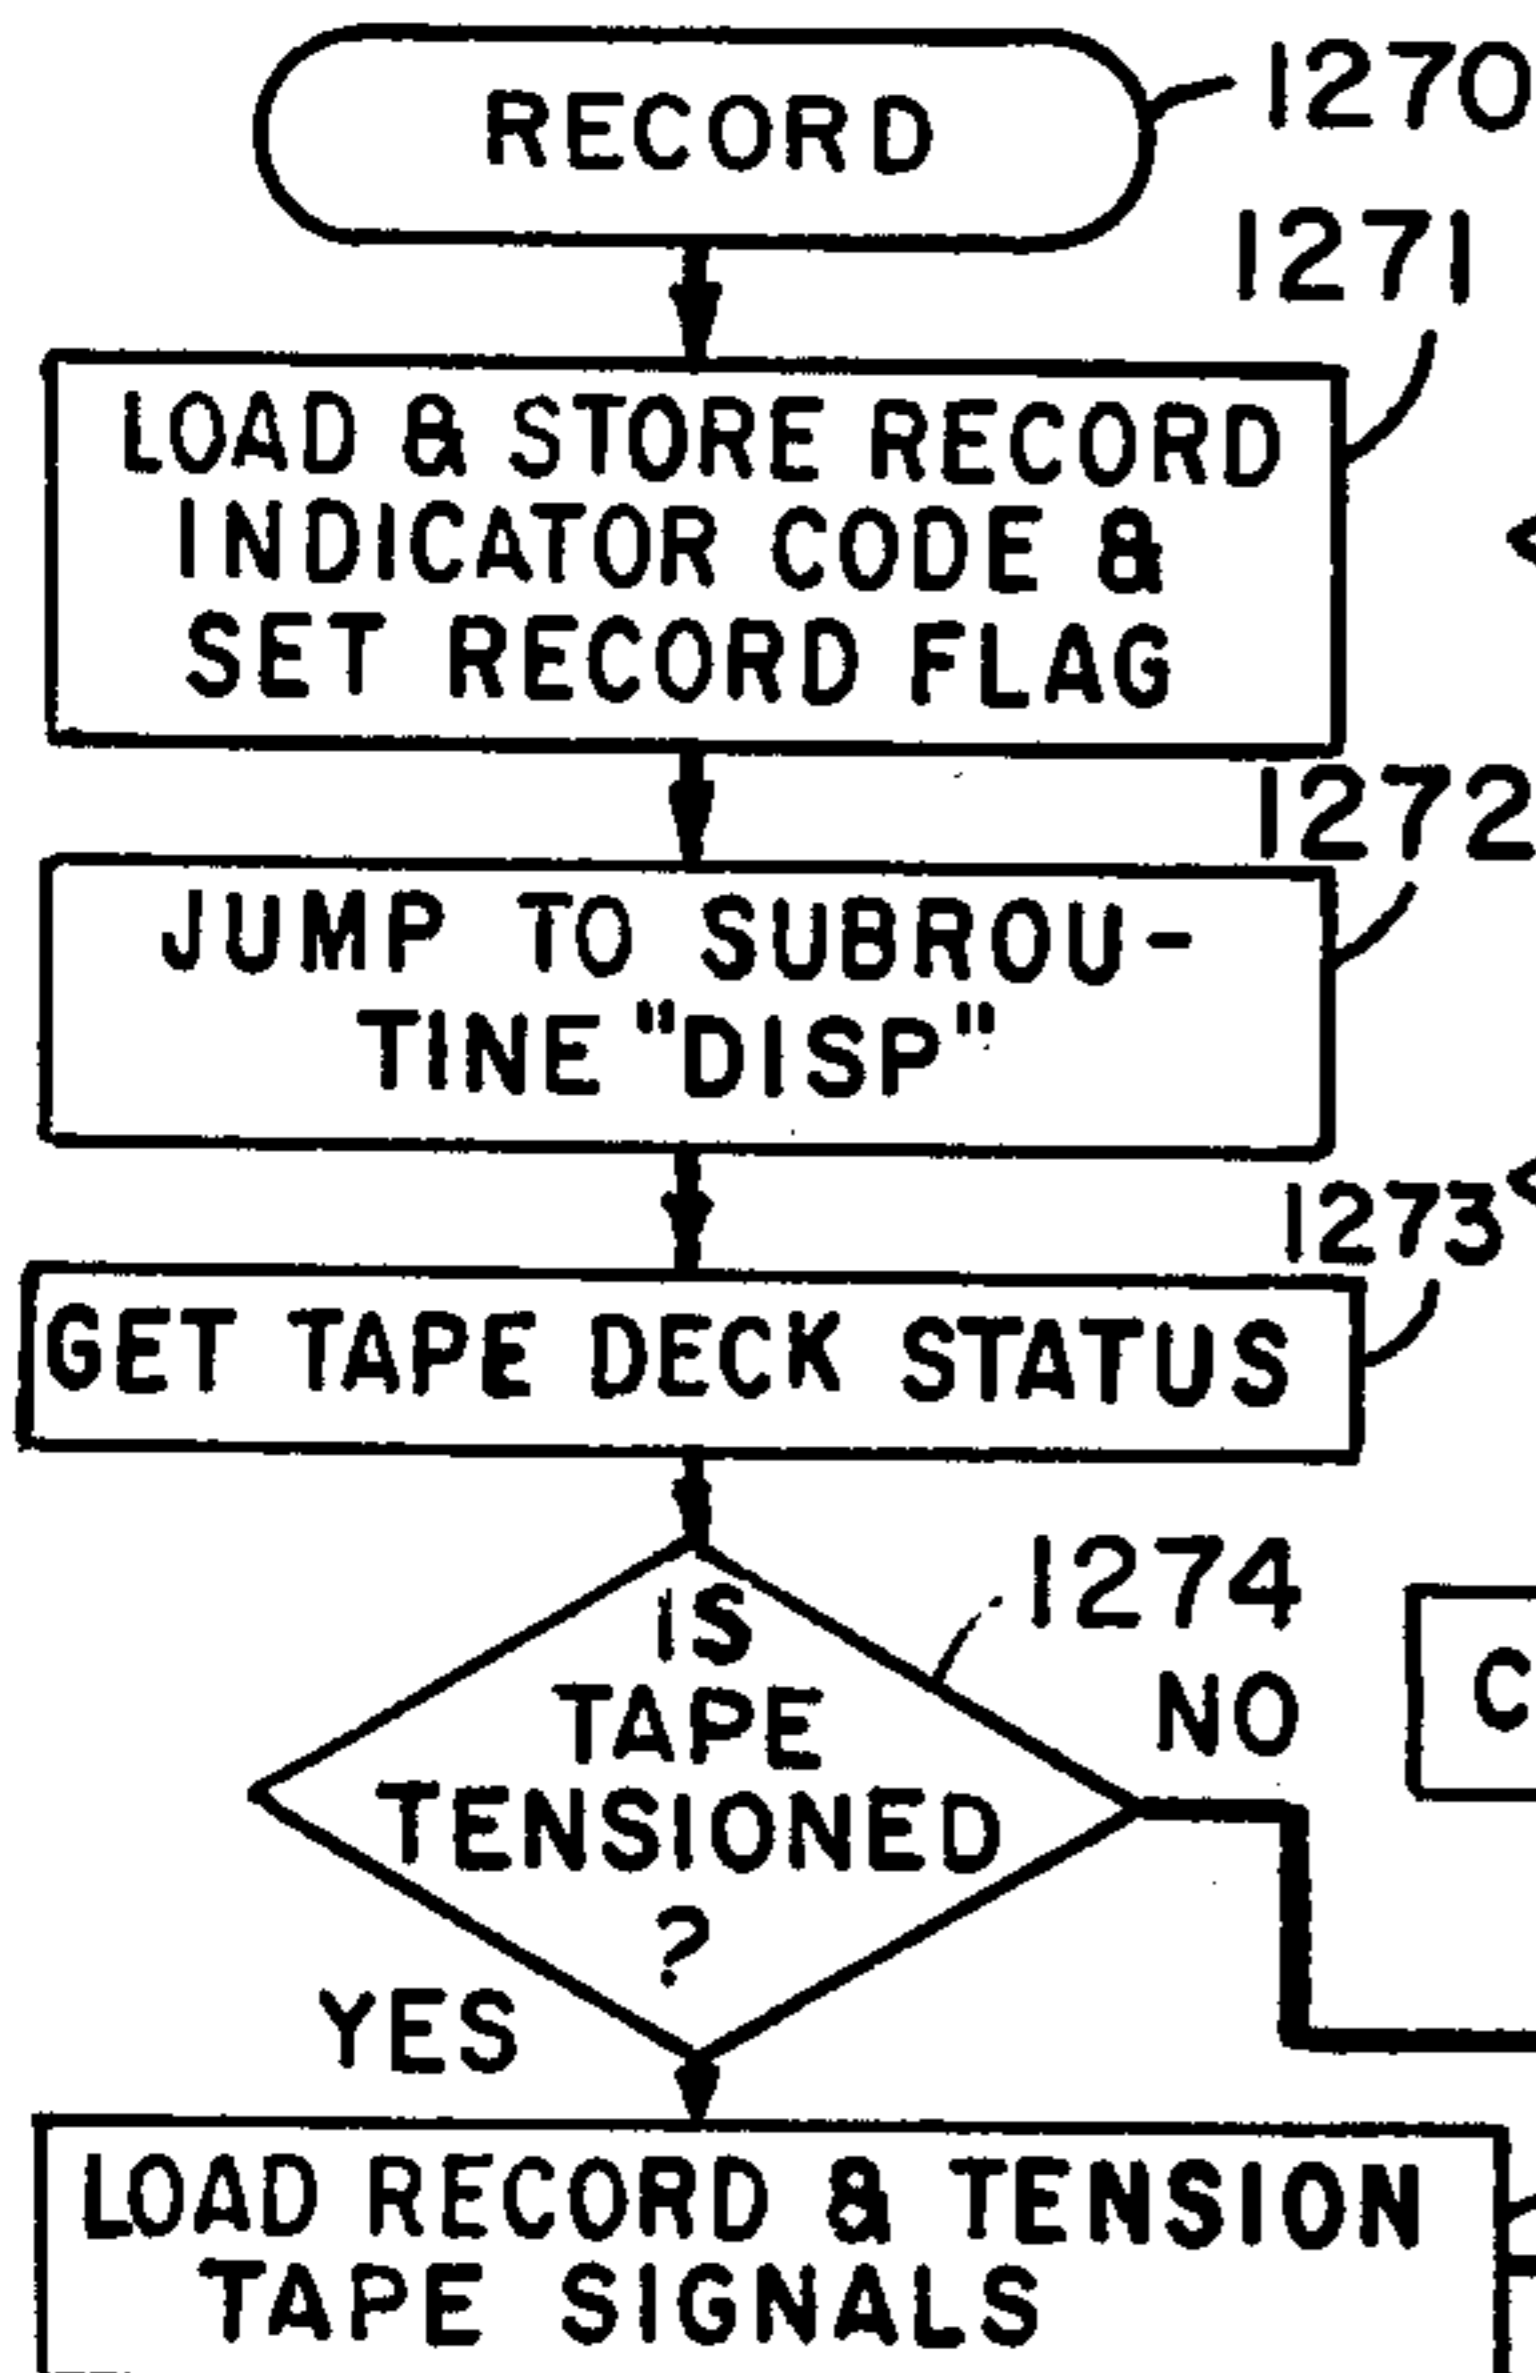 RECORD
1270
1271
LOAD & STORE RECORD
INDICATOR CODE &
SET RECORD FLAG
1272
JUMP TO SUBROU-
TINE "DISP"
1273
GET TAPE DECK STATUS
1274
IS
TAPE
TENSIONED
?
NO
C
YES
LOAD RECORD & TENSION
TAPE SIGNALS